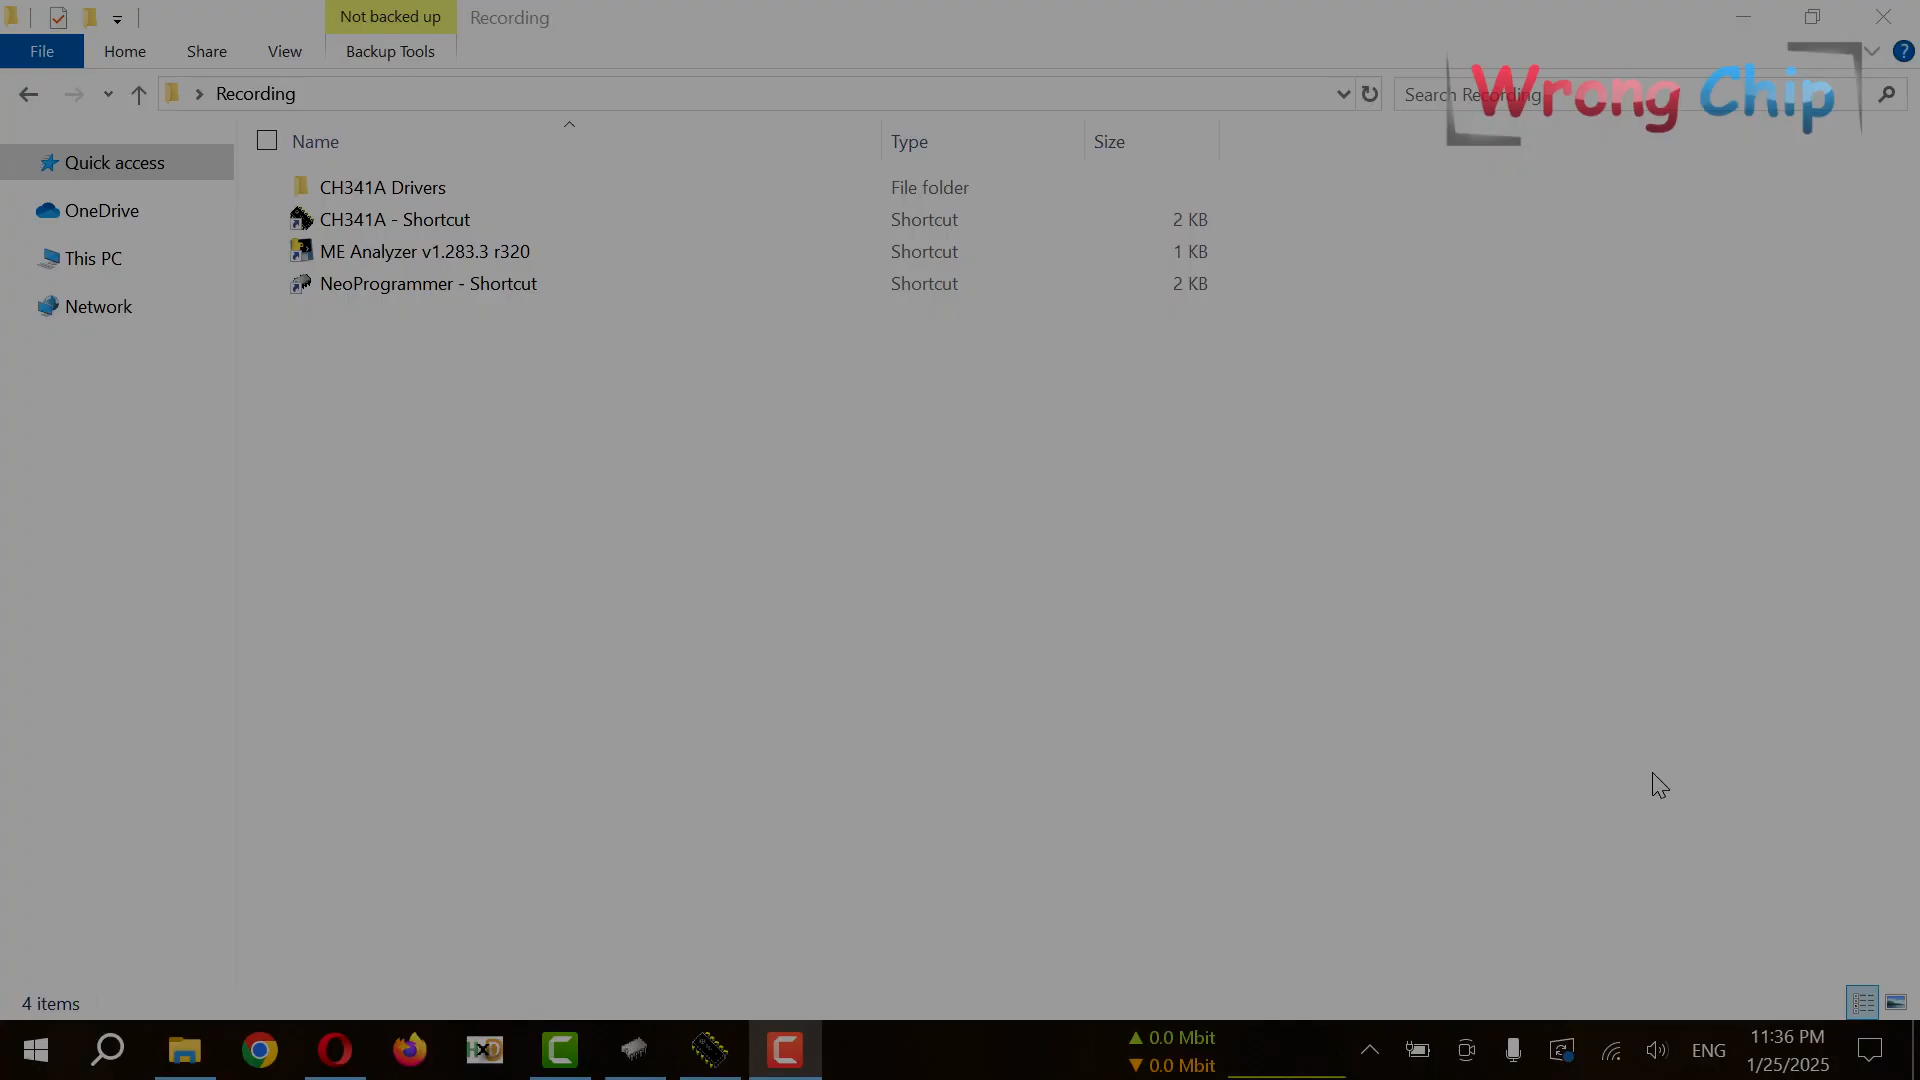 Not backed up
Recording
File
Home
Share
View
Backup Tools
?
Recording
Search Recording
Wrong Chip
Name
Type
Size
Quick access
OneDrive
This PC
Network
CH341A Drivers
File folder
CH341A - Shortcut
Shortcut
2 KB
ME Analyzer v1.283.3 r320
Shortcut
1 KB
NeoProgrammer - Shortcut
Shortcut
2 KB
4 items
HxD
0.0 Mbit
0.0 Mbit
ENG
11:36 PM
1/25/2025